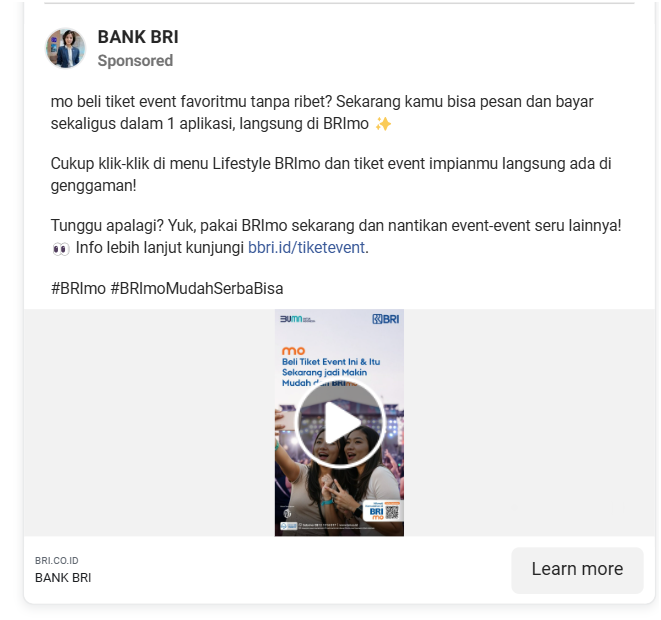 BANK BRI
Sponsored
mo beli tiket event favoritmu tanpa ribet? Sekarang kamu bisa pesan dan bayar
sekaligus dalam 1 aplikasi, langsung di BRImo ✨
Cukup klik-klik di menu Lifestyle BRImo dan tiket event impianmu langsung ada di
genggaman!
Tunggu apalagi? Yuk, pakai BRImo sekarang dan nantikan event-event seru lainnya!
👀 Info lebih lanjut kunjungi bbri.id/tiketevent.
#BRImo #BRImoMudahSerbaBisa
BUMN
BRI
mo
Beli Tiket Event Ini & Itu
Sekarang jadi Makin
Mudah dan BRImo
BRI
mo
BRI.CO.ID
BANK BRI
Learn more